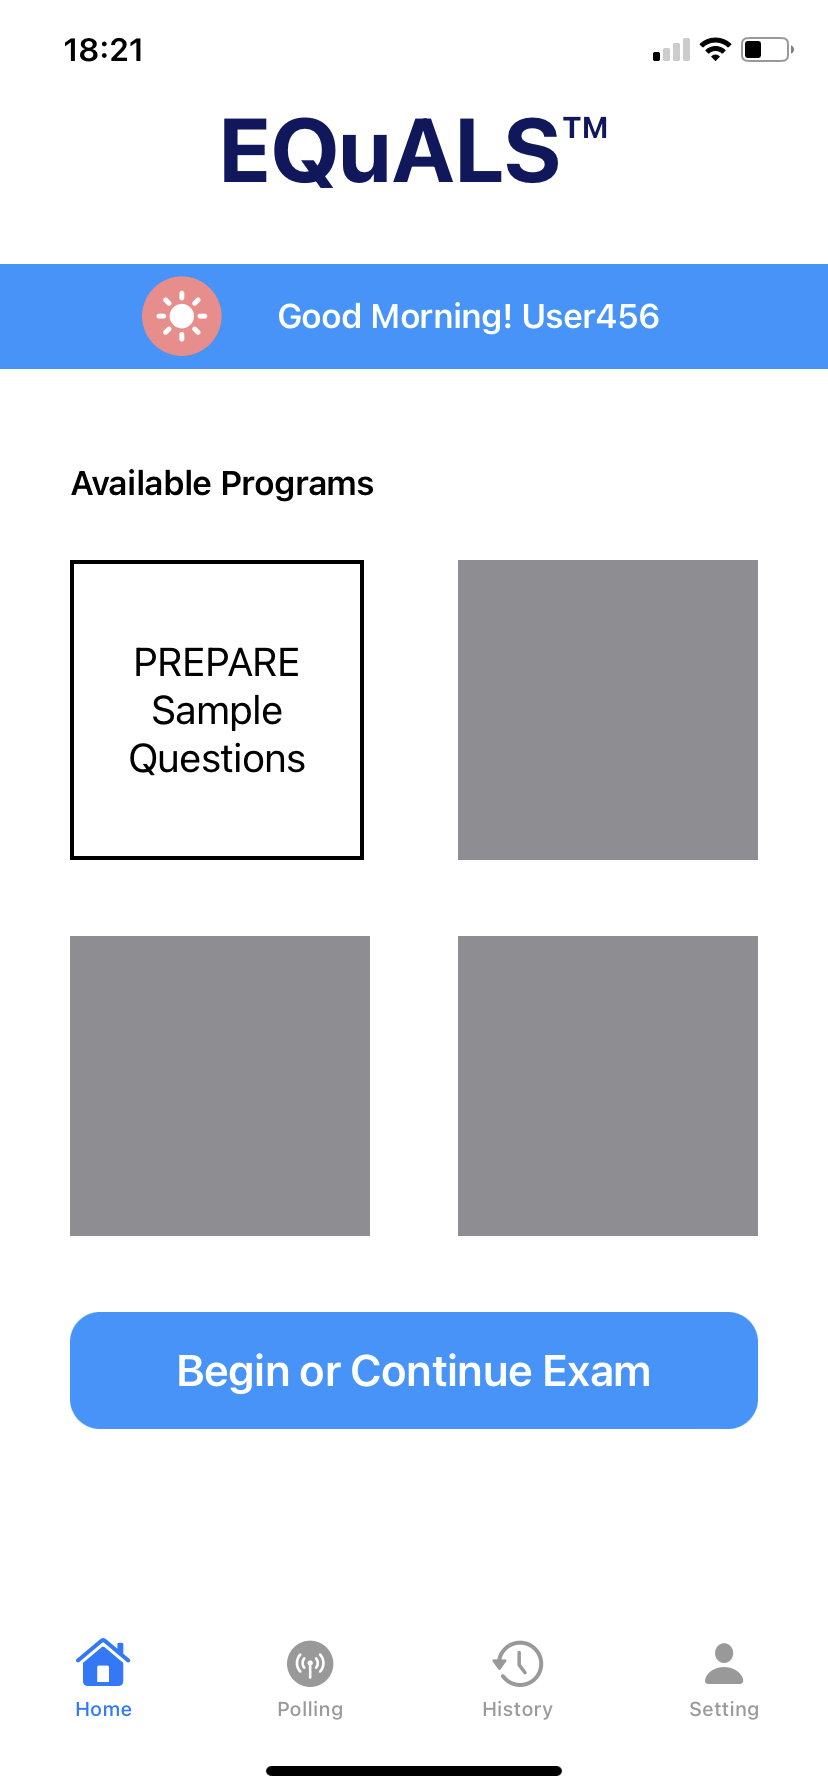 18:21
EQuALS™
Good Morning! User456
Available Programs
PREPARE
Sample
Questions
Begin or Continue Exam
Home
Polling
History
Setting